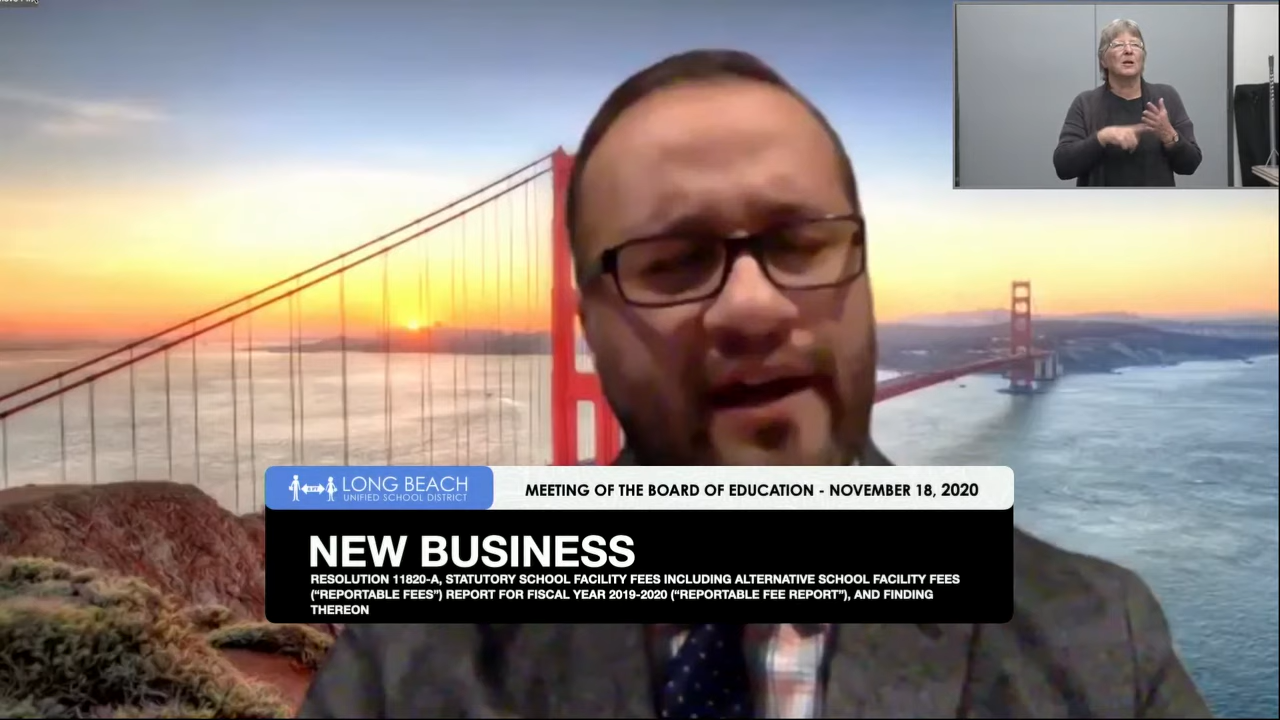 LONG BEACH
UNIFIED SCHOOL DISTRICT
MEETING OF THE BOARD OF EDUCATION - NOVEMBER 18, 2020
NEW BUSINESS
RESOLUTION 11820-A, STATUTORY SCHOOL FACILITY FEES INCLUDING ALTERNATIVE SCHOOL FACILITY FEES
(“REPORTABLE FEES”) REPORT FOR FISCAL YEAR 2019-2020 (“REPORTABLE FEE REPORT”), AND FINDING
THEREON